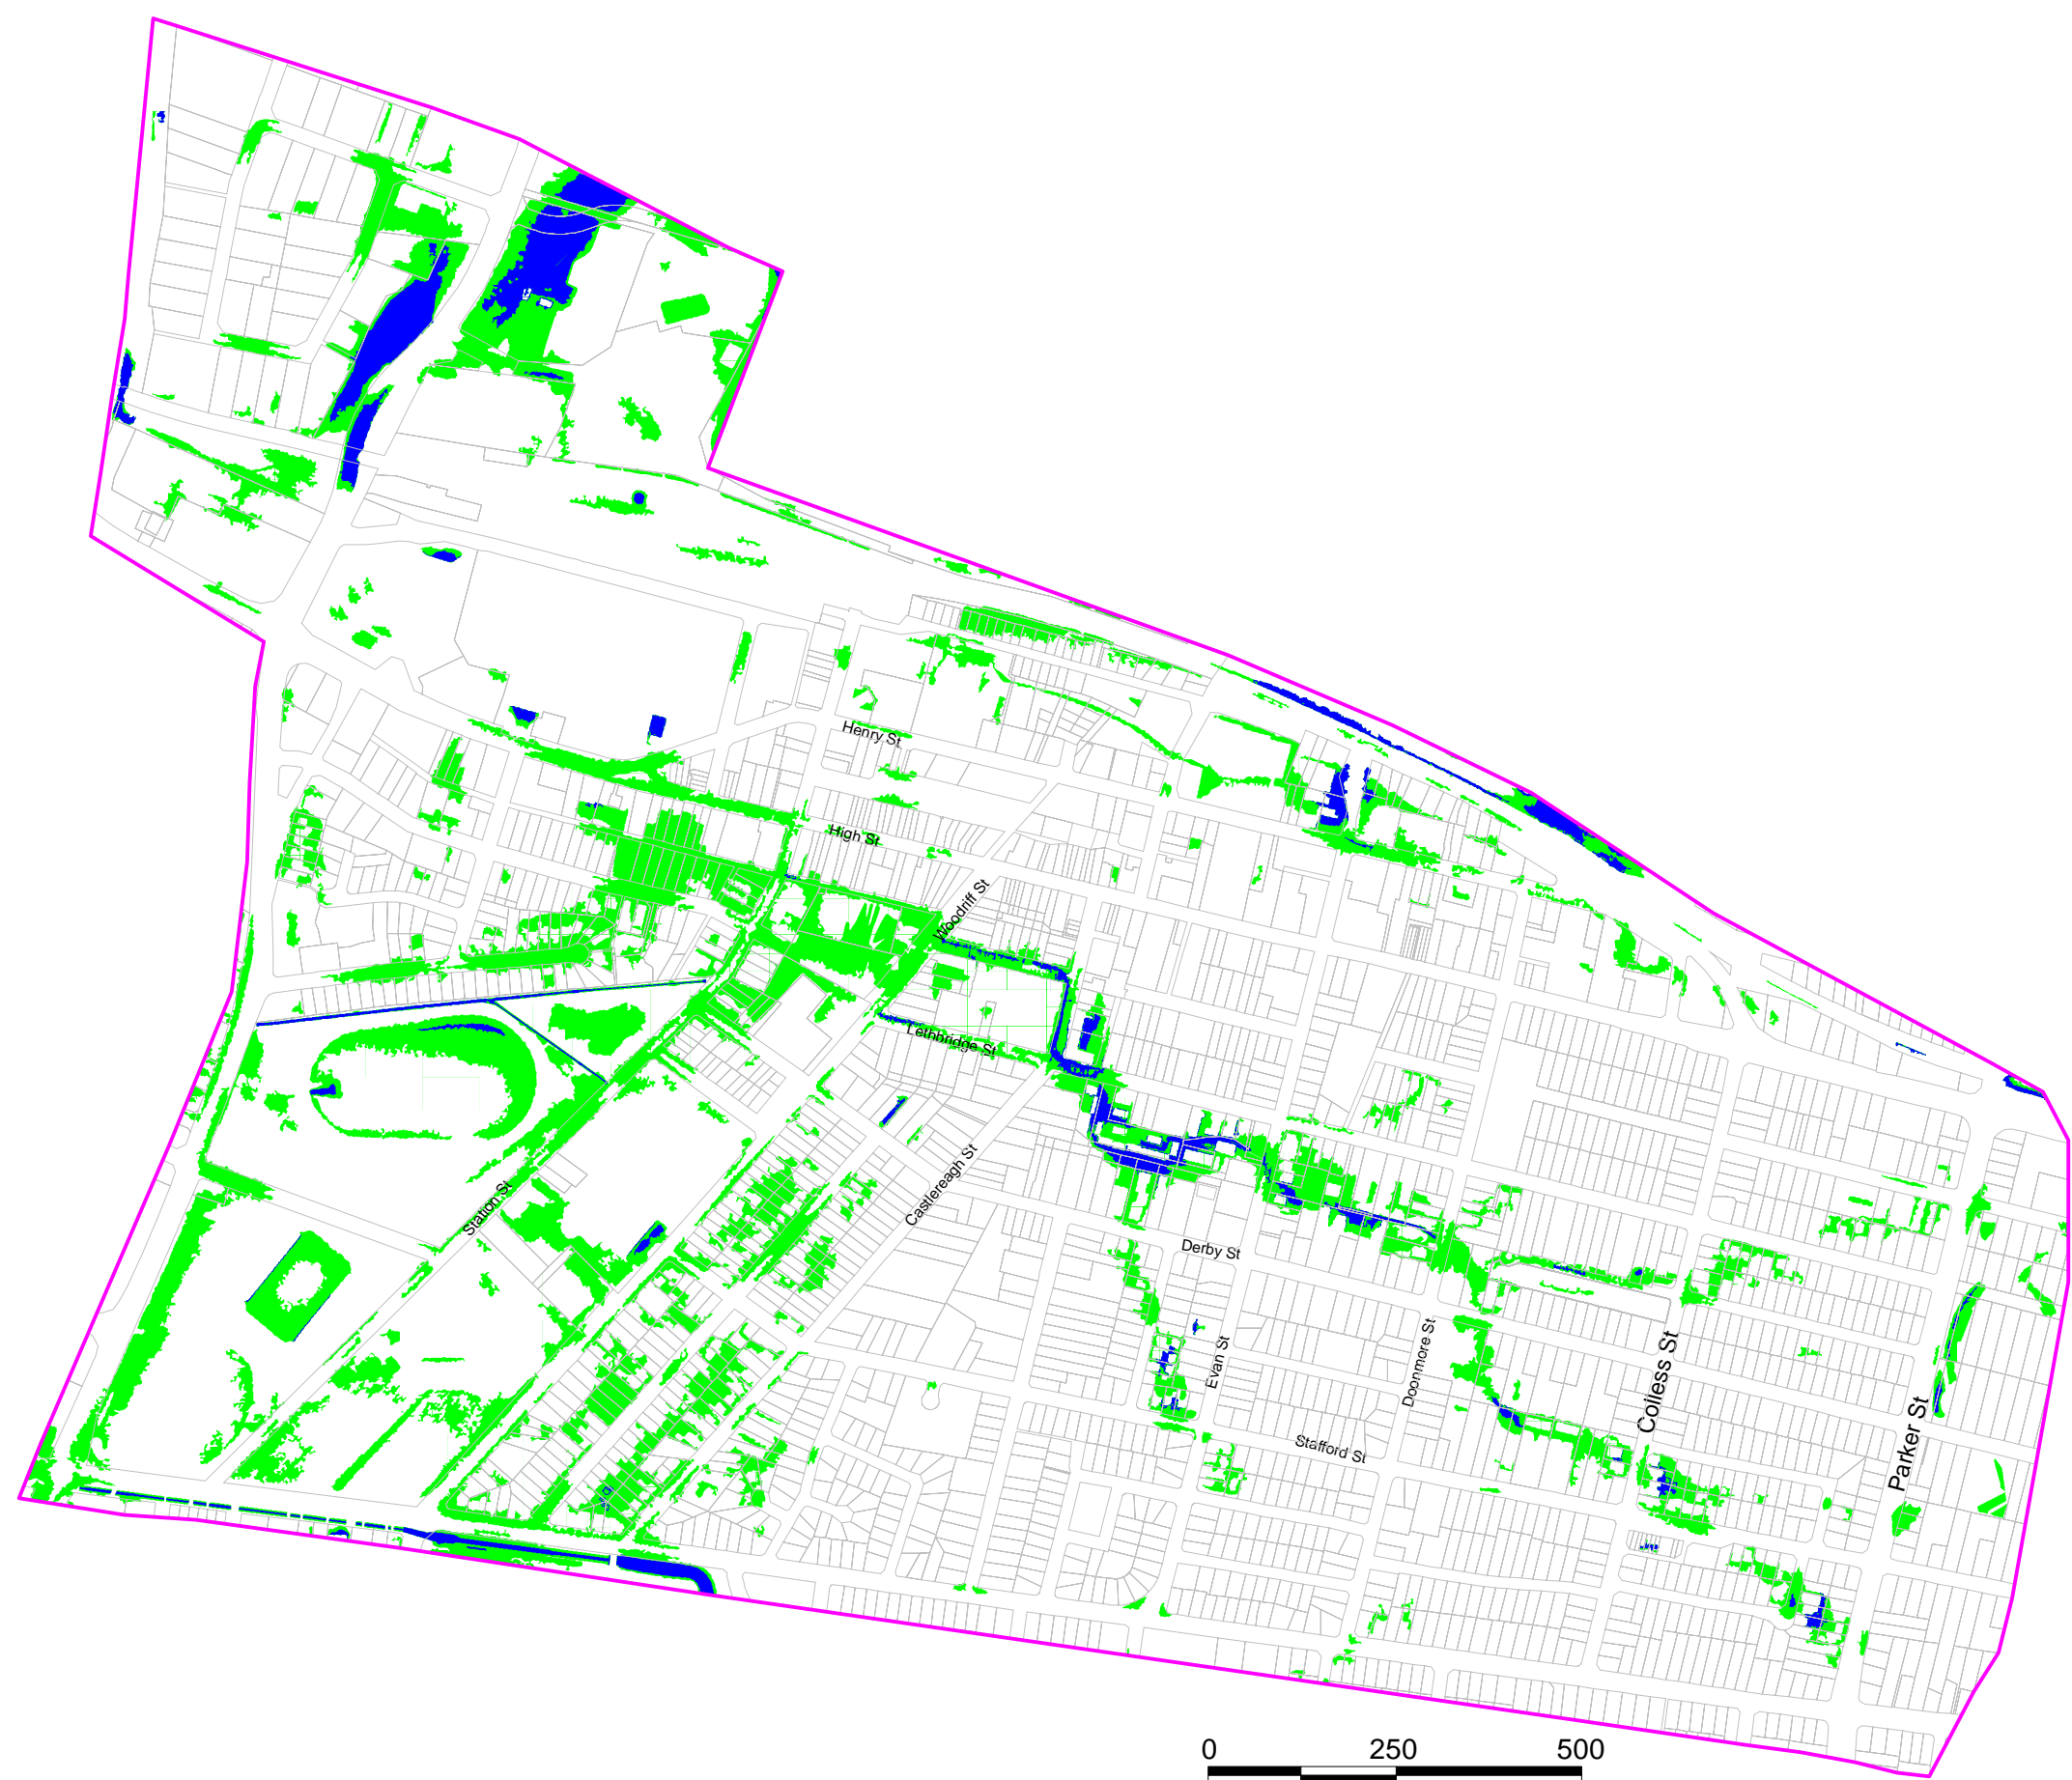 Henry St
High St
Woodriff St
Lethbridge St
Castlereagh St
Station St
Derby St
Evan St
Doonmore St
Colless St
Parker St
Stafford St
0 250 500